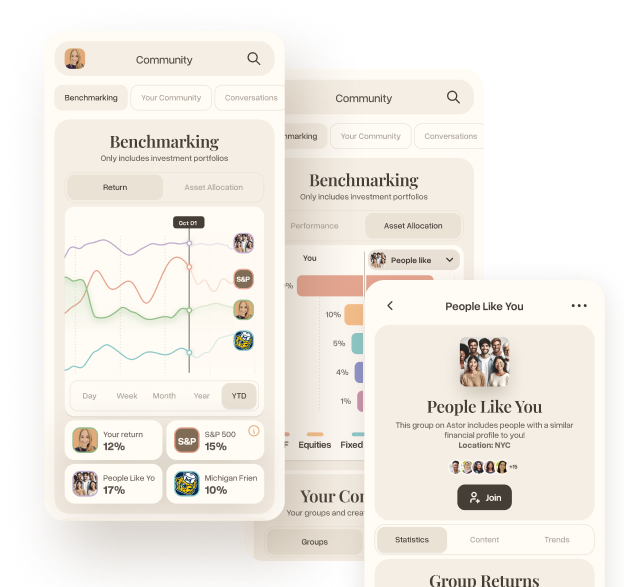 Community
Benchmarking
Your Community
Conversations
Benchmarking
Only includes investment portfolios
Return
Asset Allocation
Oct 01
S&P
Day
Week
Month
Year
YTD
Your return
12%
S&P
S&P 500
15%
People Like Yo
17%
Michigan Frien
10%
Community
marking
Your Community
Conversations
Benchmarking
Only includes investment portfolios
Performance
Asset Allocation
You
People like
%
10%
5%
4%
1%
F
Equities
Fixed
Your Co
Your groups and crea
Groups
People Like You
People Like You
This group on Astor includes people with a similar
financial profile to you!
Location: NYC
+15
Join
Statistics
Content
Trends
Group Returns